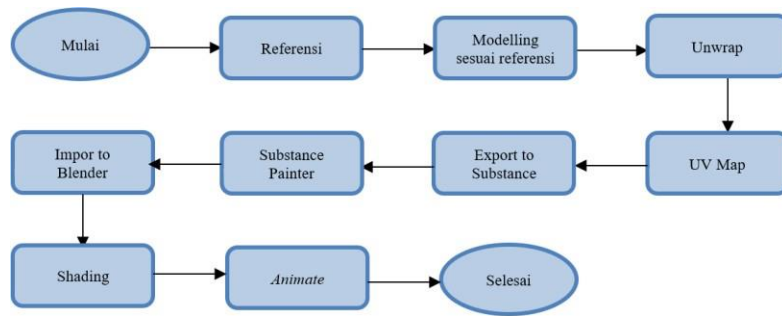 Mulai
Referensi
Modelling
sesuai referensi
Unwrap
UV Map
Export to
Substance
Substance
Painter
Impor to
Blender
Shading
Animate
Selesai